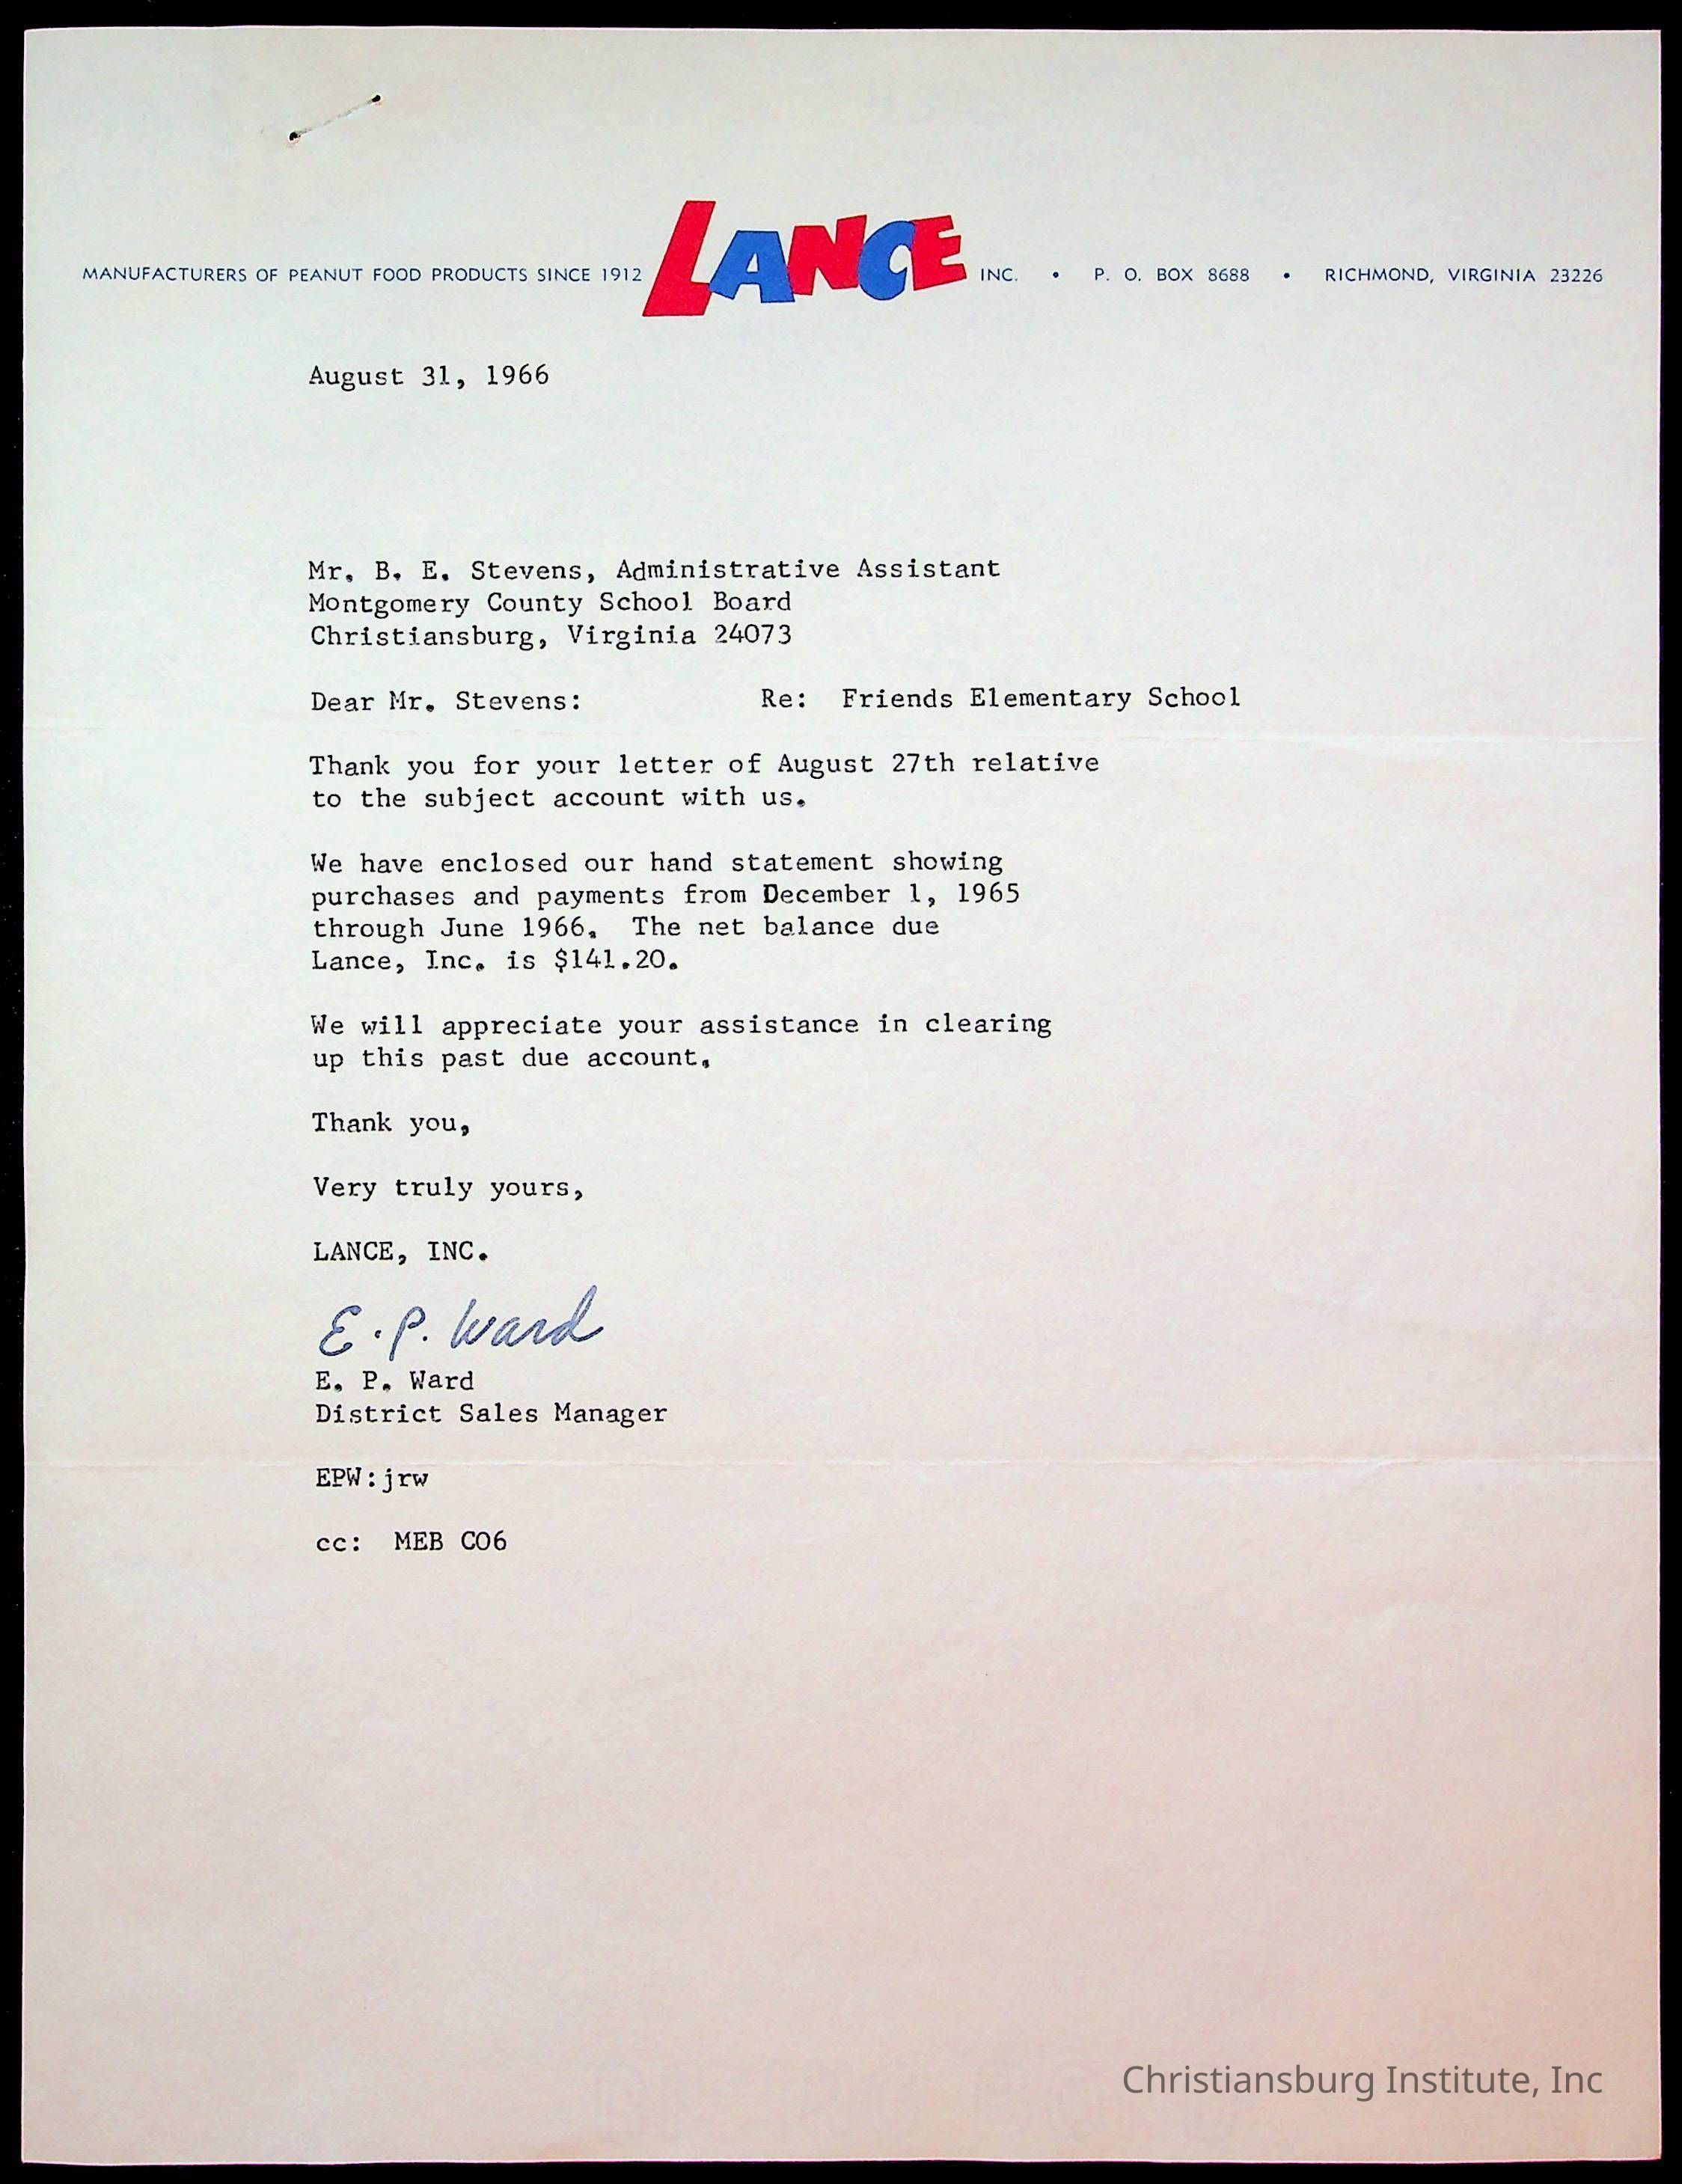 MANUFACTURERS OF PEANUT FOOD PRODUCTS SINCE 1912 LANCE INC. • P. O. BOX 8688 • RICHMOND, VIRGINIA 23226
August 31, 1966
Mr. B. E. Stevens, Administrative Assistant
Montgomery County School Board
Christiansburg, Virginia 24073
Dear Mr. Stevens: Re: Friends Elementary School
Thank you for your letter of August 27th relative
to the subject account with us.
We have enclosed our hand statement showing
purchases and payments from December 1, 1965
through June 1966. The net balance due
Lance, Inc. is $141.20.
We will appreciate your assistance in clearing
up this past due account.
Thank you,
Very truly yours,
LANCE, INC.
E. P. Ward
E. P. Ward
District Sales Manager
EPW:jrw
cc: MEB CO6
Christiansburg Institute, Inc